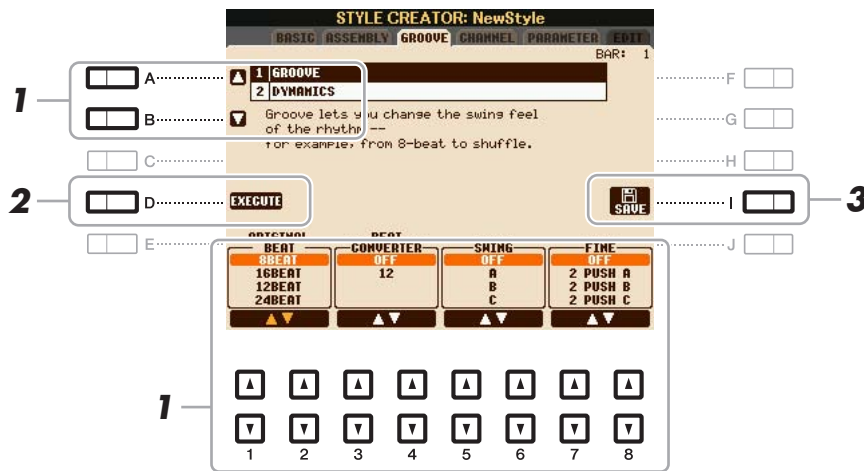 STYLE CREATOR: NewStyle
BASIC ASSEMBLY GROOVE CHANNEL PARAMETER EDIT
BAR: 1
1 GROOVE
2 DYNAMICS
Groove lets you change the swing feel
of the rhythm --
for example, from 8-beat to shuffle.
1
A
B
C
2
D
E
F
G
H
I
3
J
EXECUTE
SAVE
ORIGINAL BEAT
BEAT CONVERTER SWING FINE
8BEAT OFF OFF OFF
16BEAT 12 A 2 PUSH A
12BEAT B 2 PUSH B
24BEAT C 2 PUSH C
1
1 2 3 4 5 6 7 8